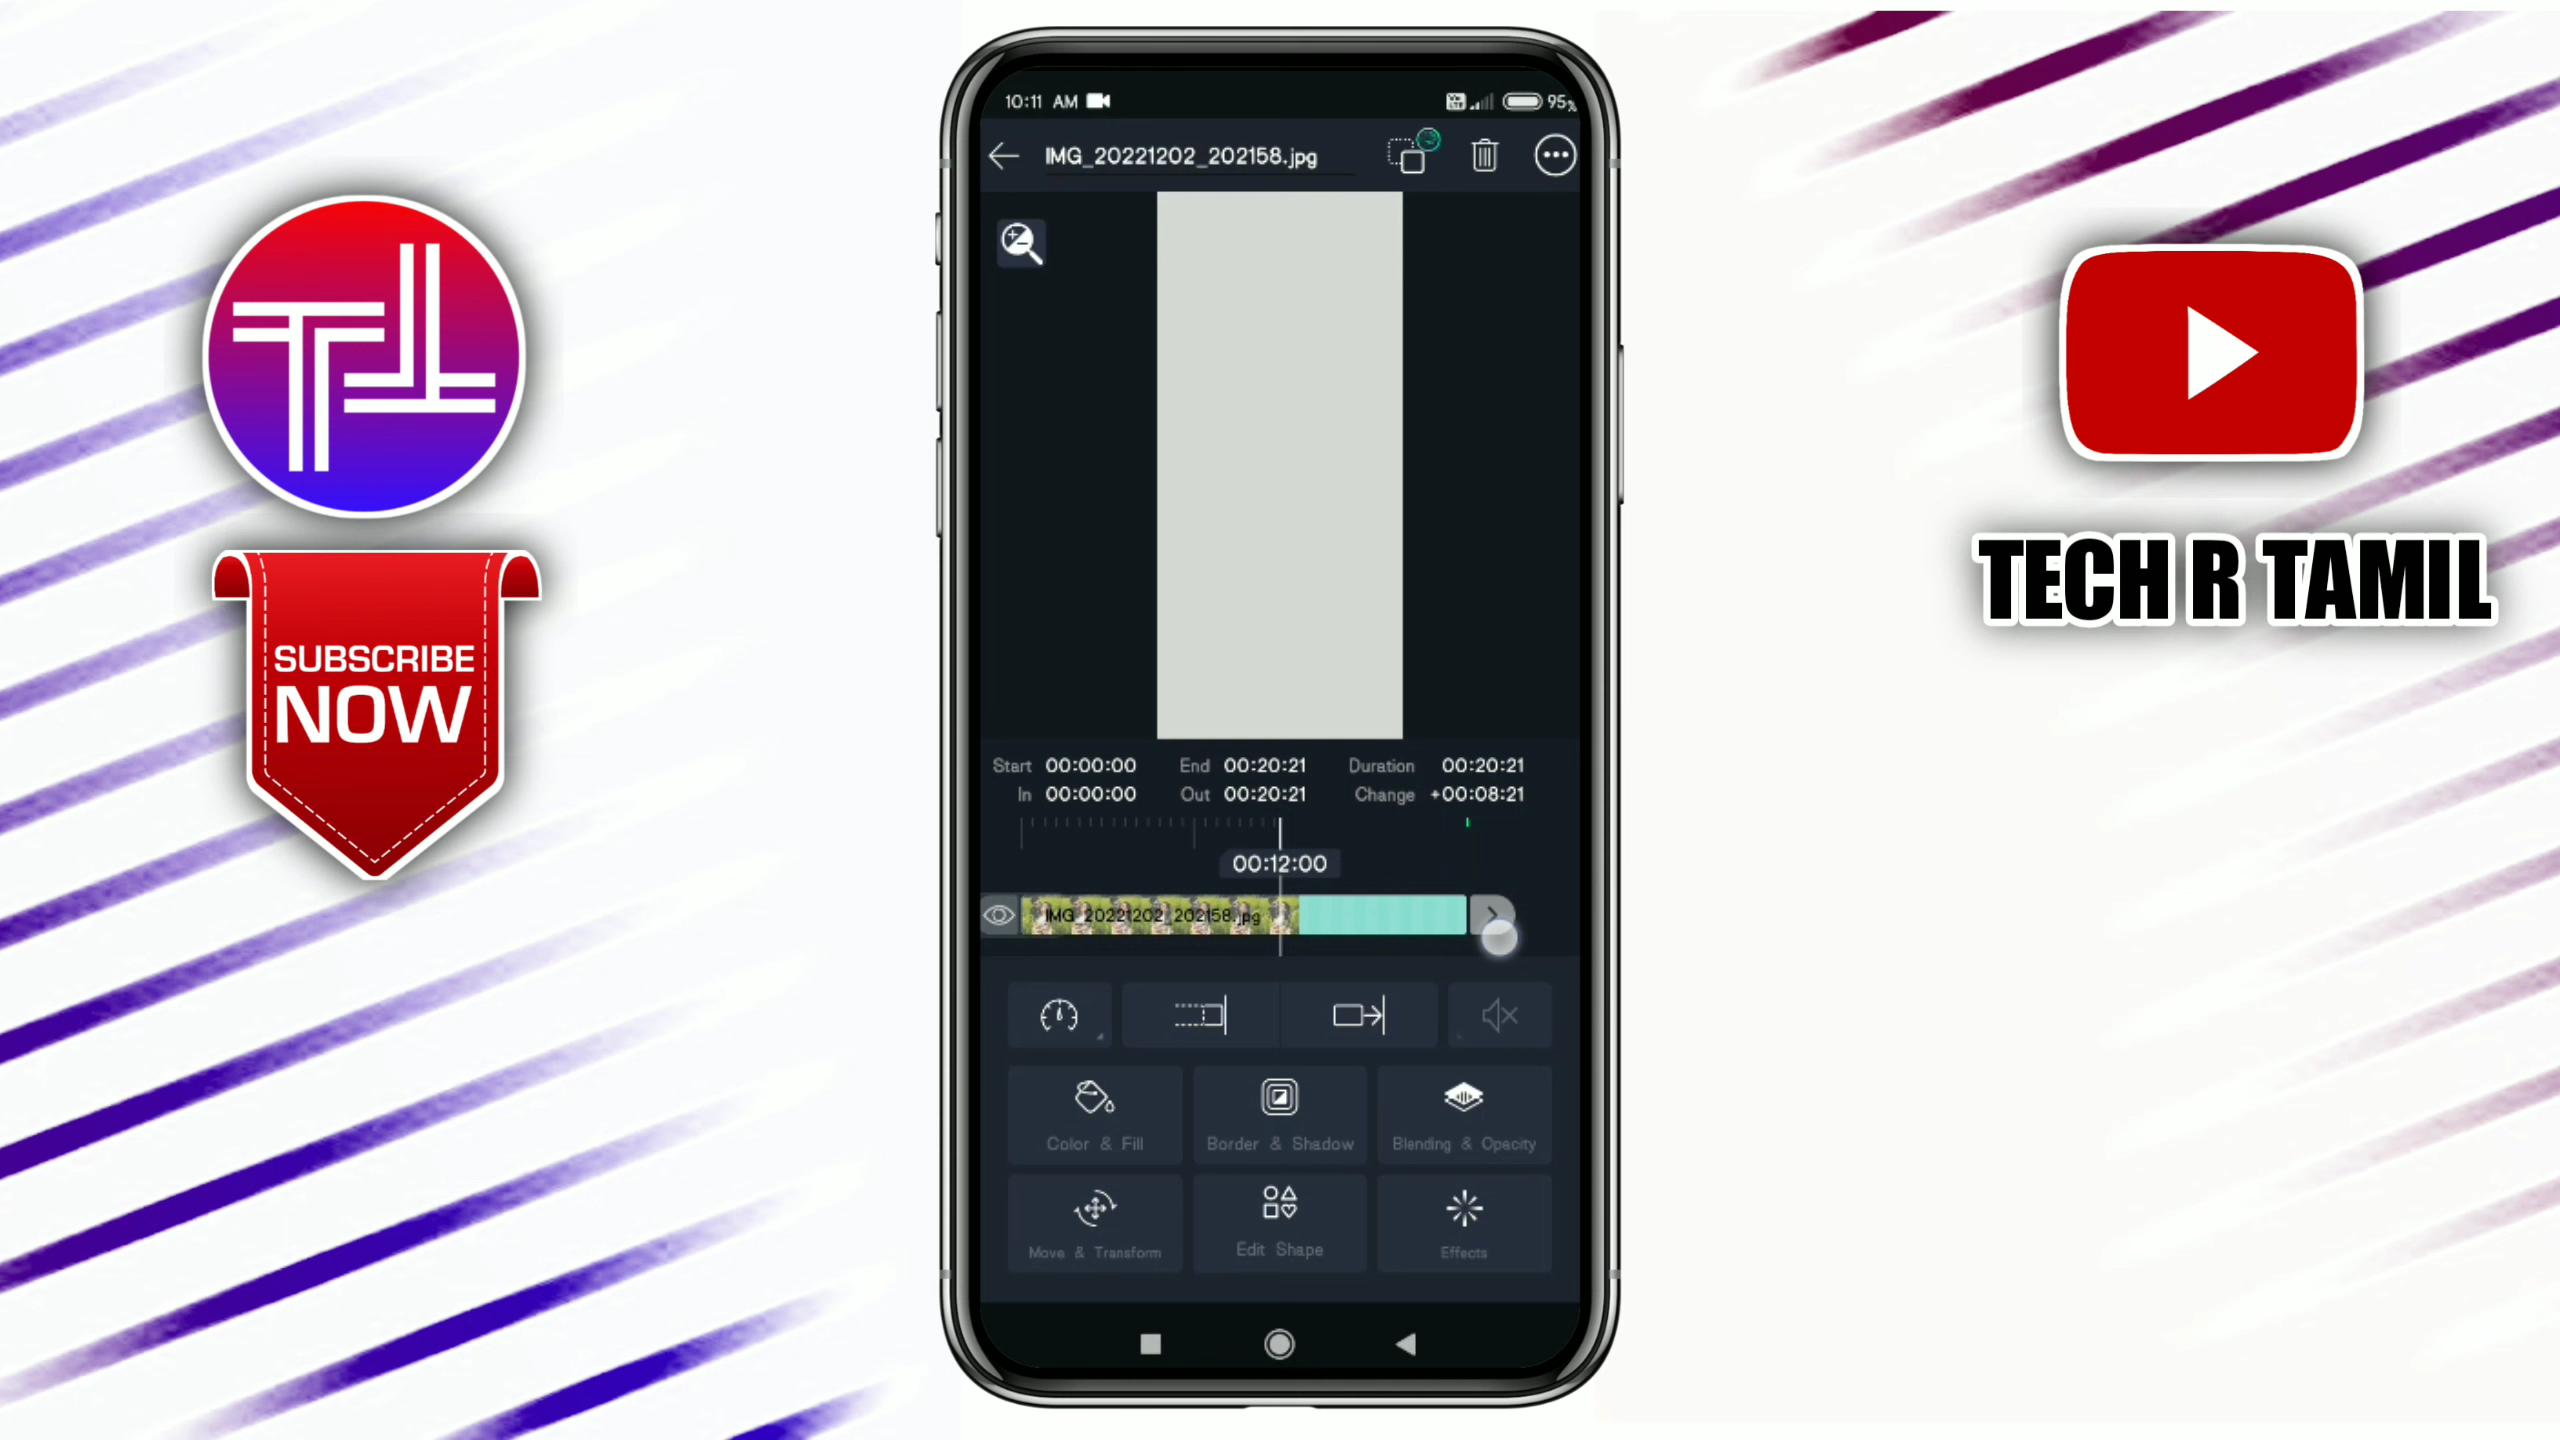 10:11 AM
95%
IMG_20221202_202158.jpg
SUBSCRIBE
NOW
TECH R TAMIL
Start 00:00:00 End 00:20:21 Duration 00:20:21
In 00:00:00 Out 00:20:21 Change +00:08:21
00:12:00
IMG_20221202_202158.jpg
Color & Fill
Border & Shadow
Blending & Opacity
Move & Transform
Edit Shape
Effects